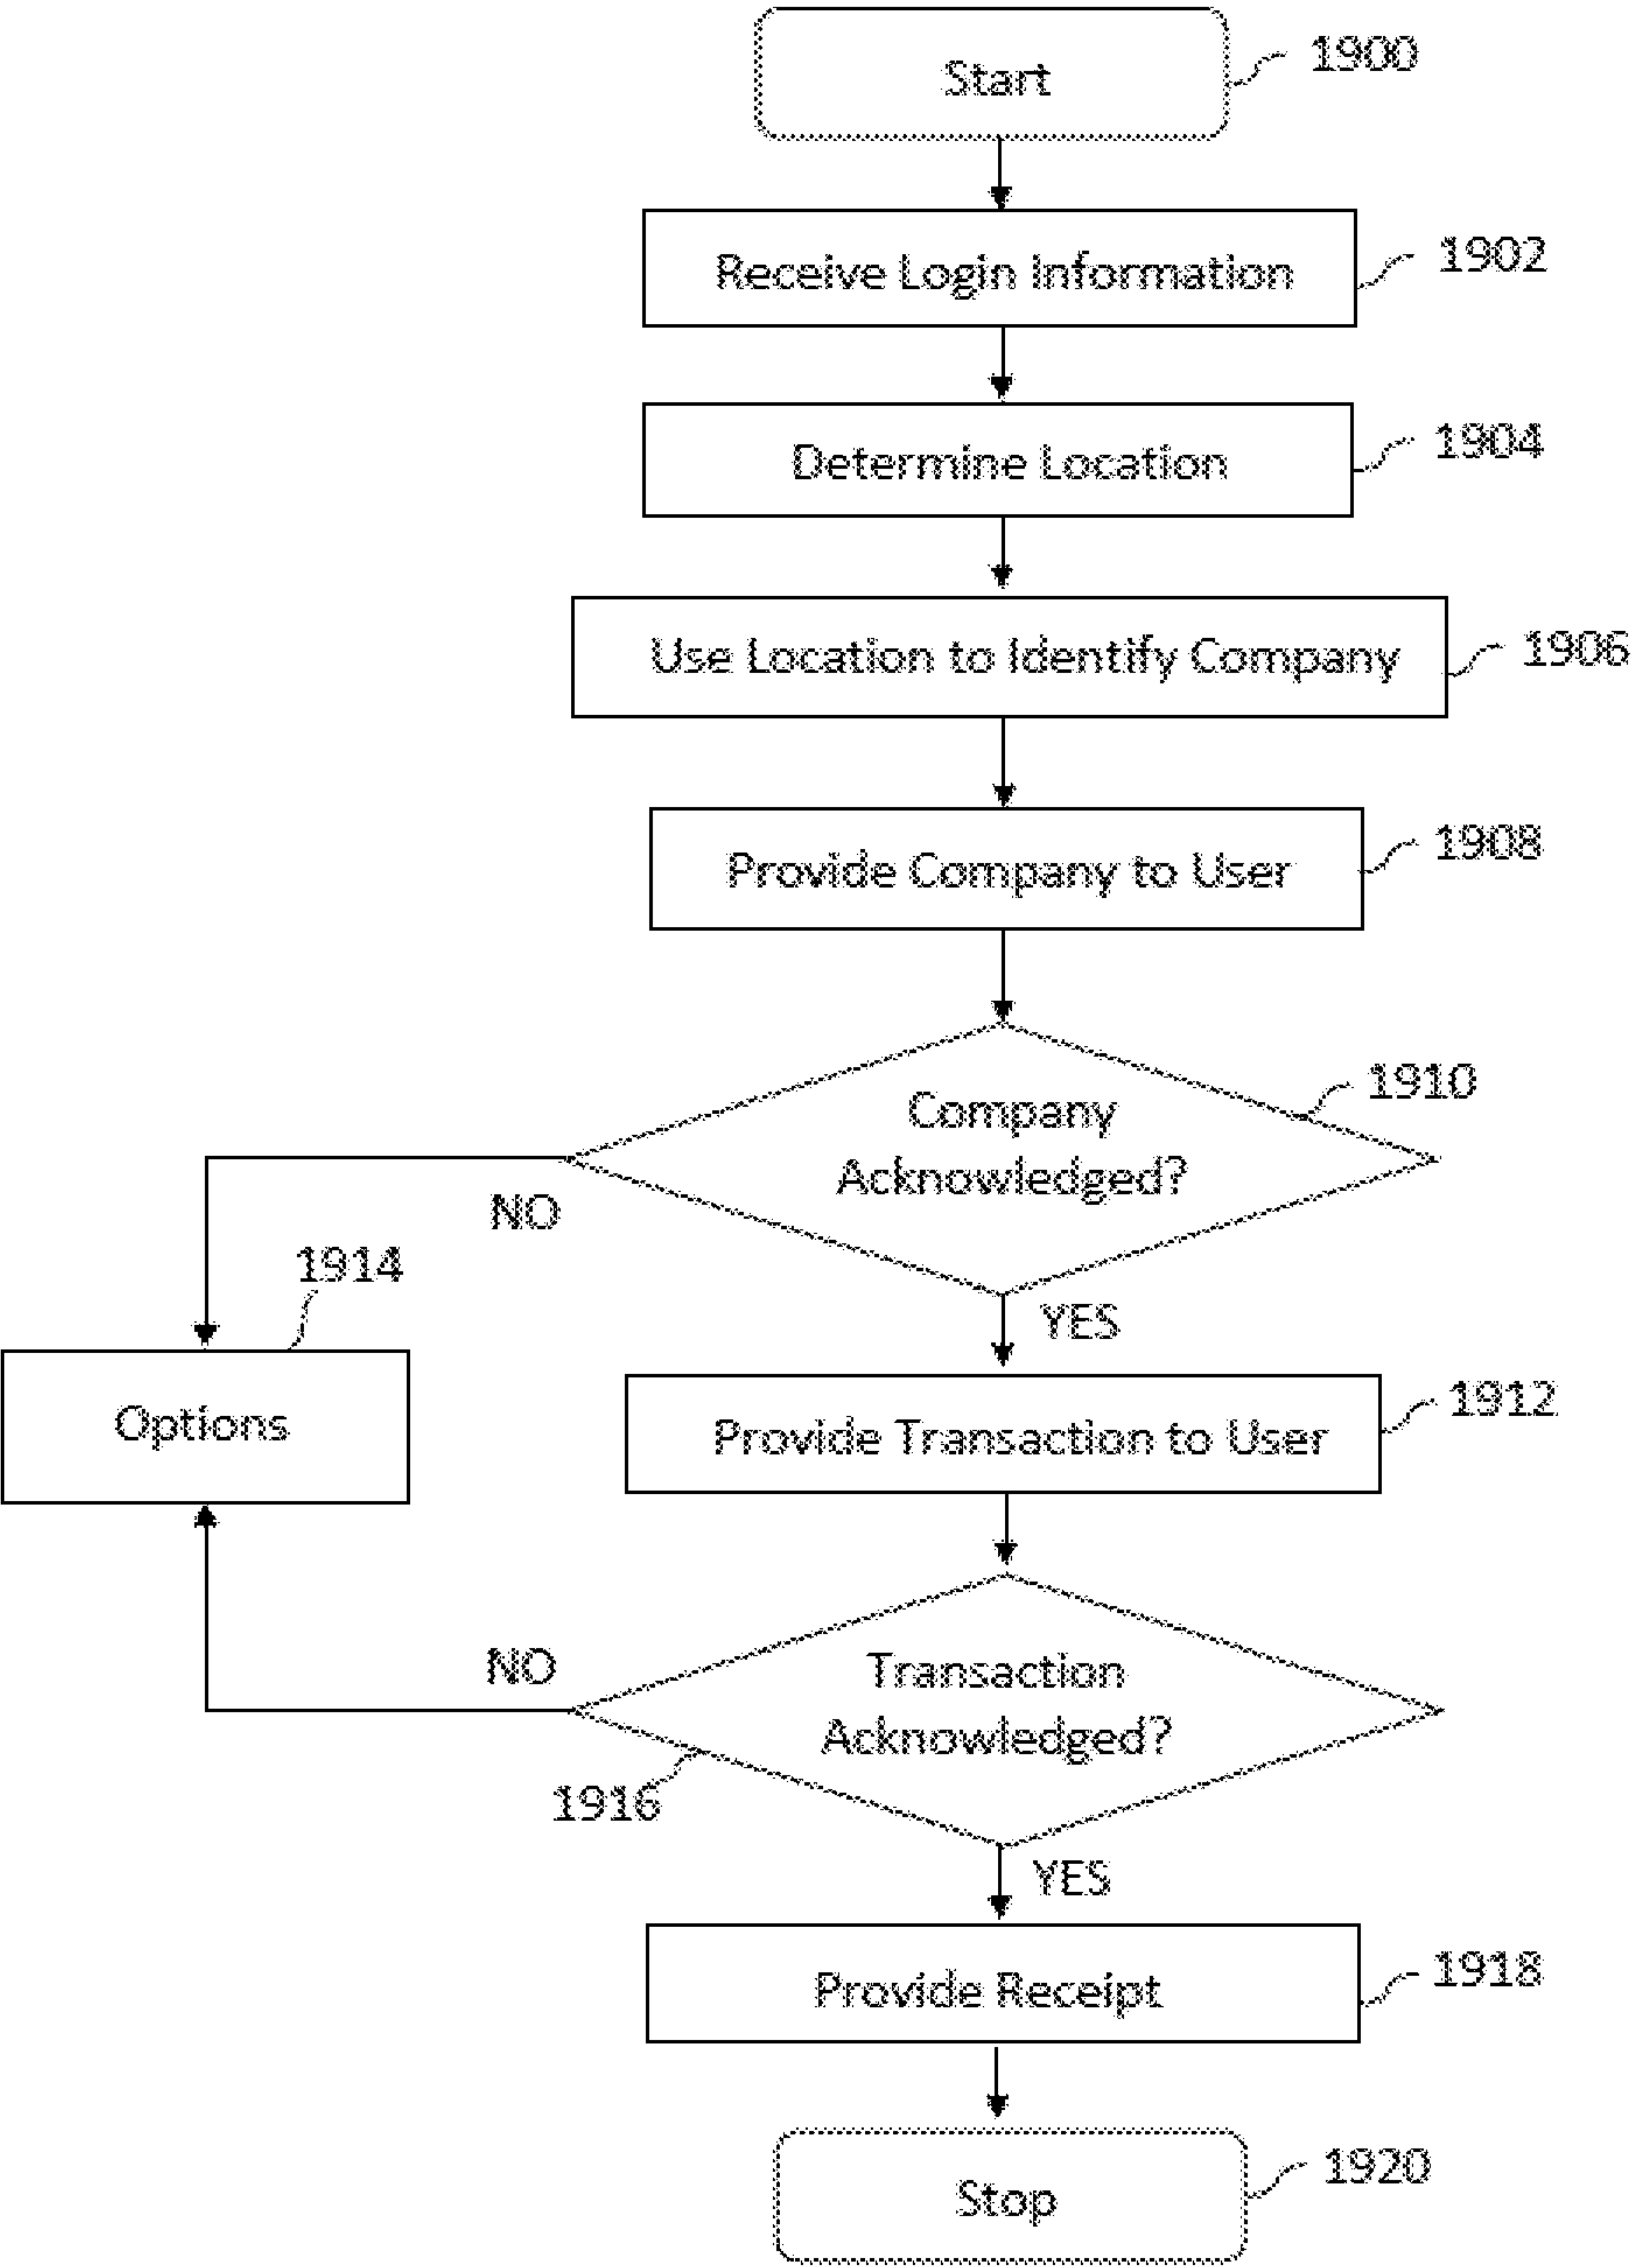 Start
1900
Receive Login Information
1902
Determine Location
1904
Use Location to Identify Company
1906
Provide Company to User
1908
Company
Acknowledged?
1910
NO
YES
1914
Options
Provide Transaction to User
1912
NO
Transaction
Acknowledged?
1916
YES
Provide Receipt
1918
Stop
1920